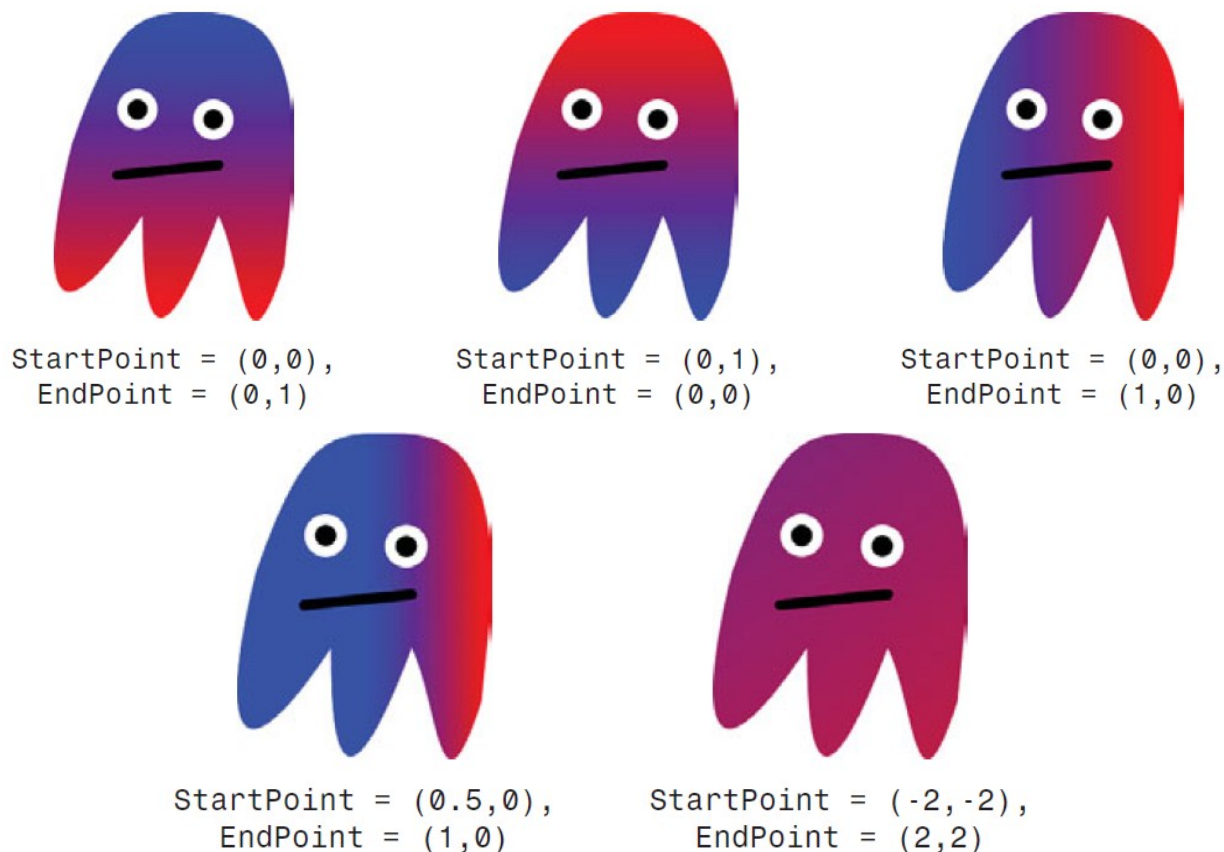 StartPoint = (0,0),
EndPoint = (0,1)
StartPoint = (0,1),
EndPoint = (0,0)
StartPoint = (0,0),
EndPoint = (1,0)
StartPoint = (0.5,0),
EndPoint = (1,0)
StartPoint = (-2,-2),
EndPoint = (2,2)